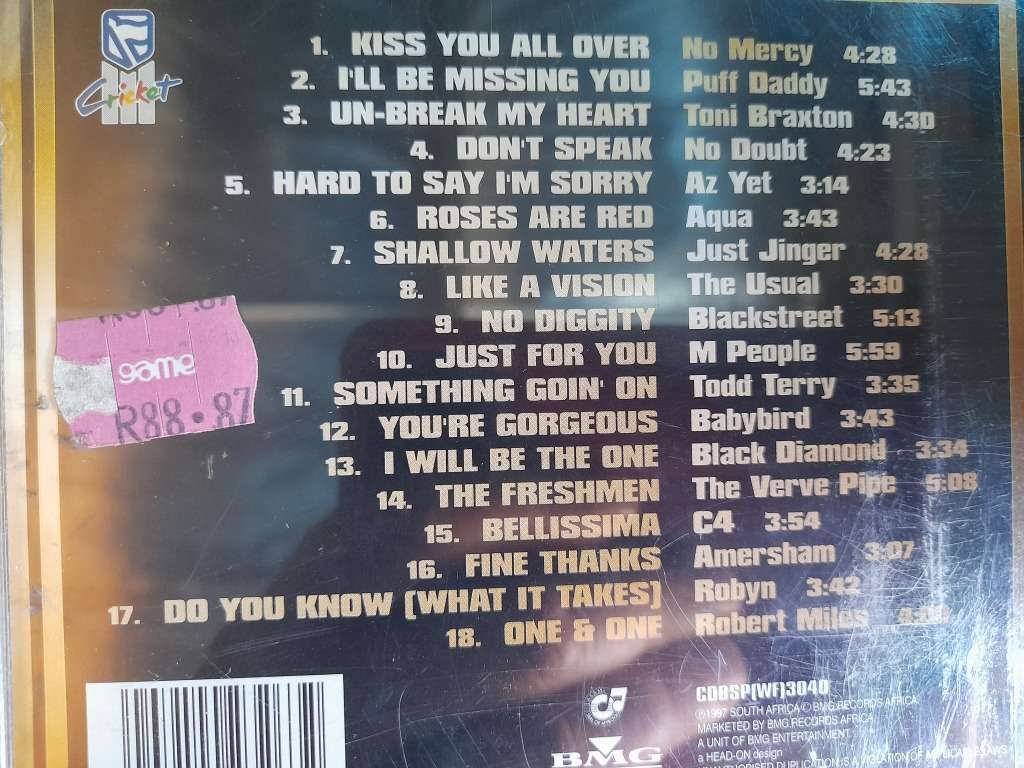 Cricket
1. KISS YOU ALL OVER No Mercy 4:28
2. I'LL BE MISSING YOU Puff Daddy 5:43
3. UN-BREAK MY HEART Toni Braxton 4:30
4. DON'T SPEAK No Doubt 4:23
5. HARD TO SAY I'M SORRY Az Yet 3:14
6. ROSES ARE RED Aqua 3:43
7. SHALLOW WATERS Just Jinger 4:28
8. LIKE A VISION The Usual 3:30
9. NO DIGGITY Blackstreet 5:13
10. JUST FOR YOU M People 5:59
11. SOMETHING GOIN' ON Todd Terry 3:35
12. YOU'RE GORGEOUS Babybird 3:43
13. I WILL BE THE ONE Black Diamond 3:34
14. THE FRESHMEN The Verve Pipe 5:08
15. BELLISSIMA C4 3:54
16. FINE THANKS Amersham 3:07
17. DO YOU KNOW (WHAT IT TAKES) Robyn 3:42
18. ONE & ONE Robert Miles
game
R88.87
BMG
CDBSP(WF)3040
℗1997 SOUTH AFRICA © BMG RECORDS AFRICA
MARKETED BY BMG RECORDS AFRICA
A UNIT OF BMG ENTERTAINMENT
a HEAD-ON design
DUPLICATION IS A VIOLATION OF